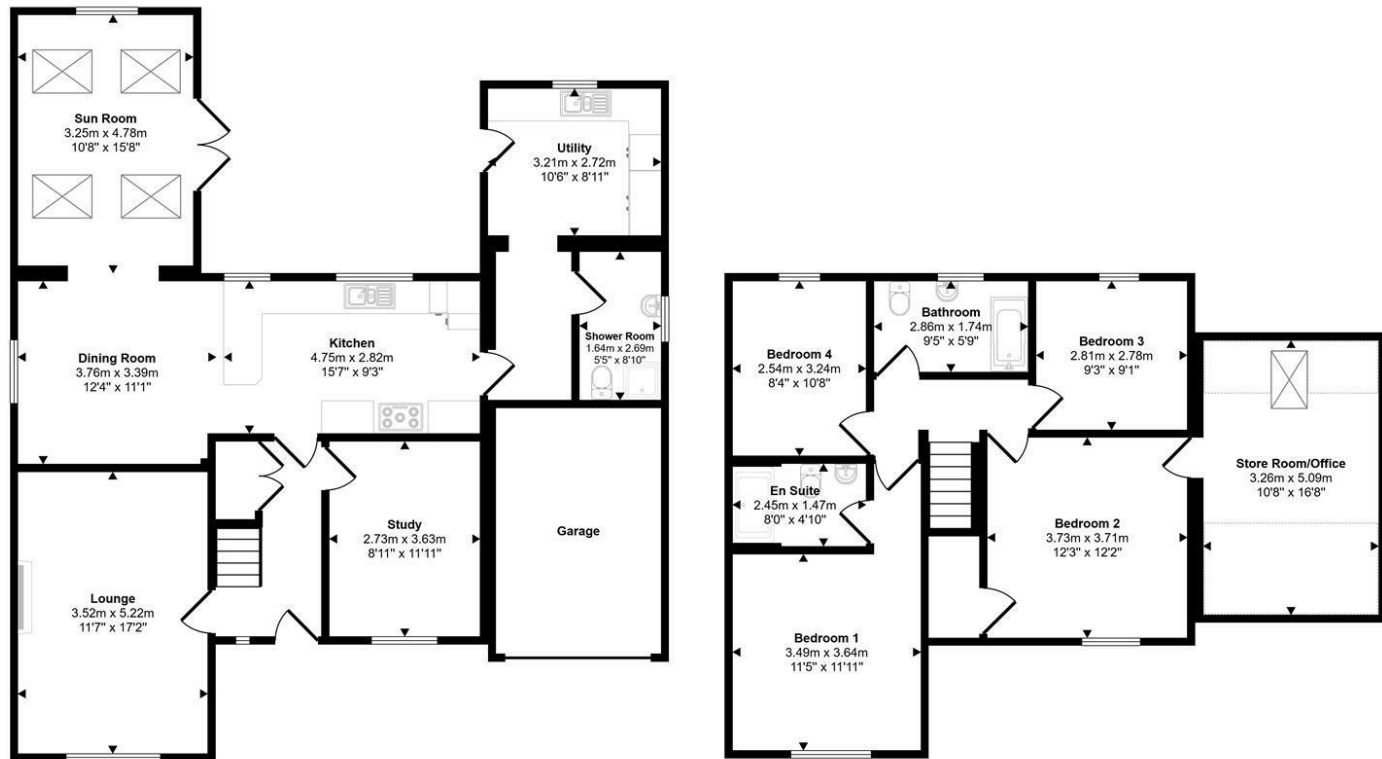 Sun Room
3.25m x 4.78m
10'8" x 15'8"
Utility
3.21m x 2.72m
10'6" x 8'11"
Dining Room
3.76m x 3.39m
12'4" x 11'1"
Kitchen
4.75m x 2.82m
15'7" x 9'3"
Shower Room
1.64m x 2.69m
5'5" x 8'10"
Study
2.73m x 3.63m
8'11" x 11'11"
Garage
Lounge
3.52m x 5.22m
11'7" x 17'2"
Bedroom 4
2.54m x 3.24m
8'4" x 10'8"
Bathroom
2.86m x 1.74m
9'5" x 5'9"
Bedroom 3
2.81m x 2.78m
9'3" x 9'1"
En Suite
2.45m x 1.47m
8'0" x 4'10"
Bedroom 2
3.73m x 3.71m
12'3" x 12'2"
Store Room/Office
3.26m x 5.09m
10'8" x 16'8"
Bedroom 1
3.49m x 3.64m
11'5" x 11'11"